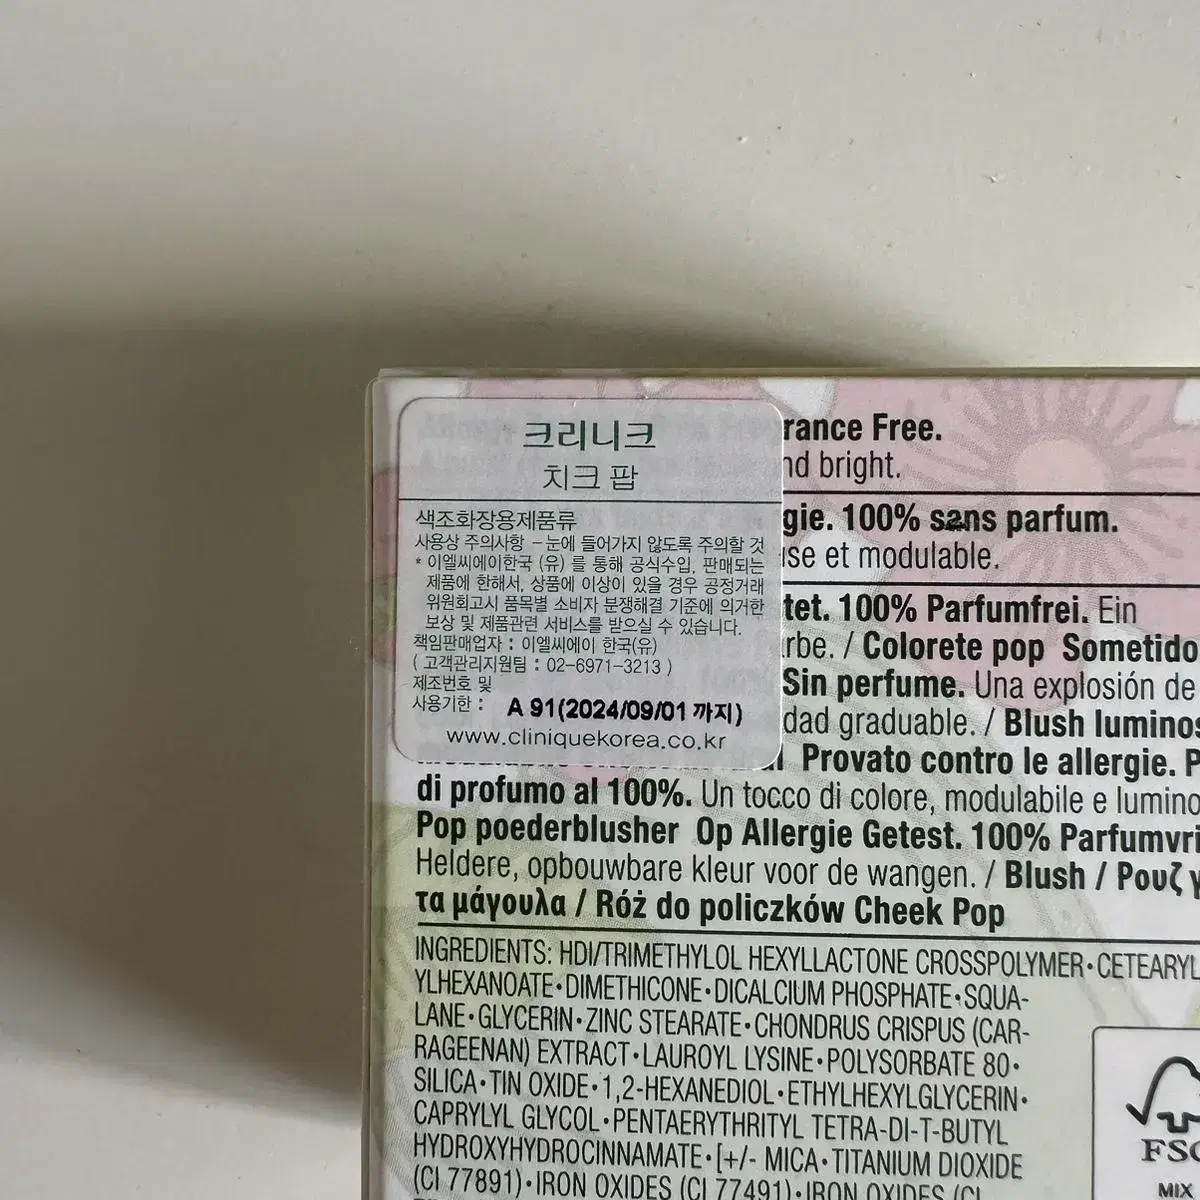 크리니크
치크 팝
색조화장용제품류
사용상 주의사항 - 눈에 들어가지 않도록 주의할 것
* 이엘씨에이한국 (유) 를 통해 공식수입, 판매되는
제품에 한해서, 상품에 이상이 있을 경우 공정거래
위원회고시 품목별 소비자 분쟁해결 기준에 의거한
보상 및 제품관련 서비스를 받으실 수 있습니다.
책임판매업자 : 이엘씨에이 한국(유)
( 고객관리지원팀 : 02-6971-3213 )
제조번호 및
사용기한 : A 91(2024/09/01 까지)
www.cliniquekorea.co.kr
rance Free.
nd bright.
gie. 100% sans parfum.
use et modulable.
tet. 100% Parfumfrei. Ein
rbe. / Colorete pop Sometido
Sin perfume. Una explosión de
dad graduable. / Blush luminos
Provato contro le allergie. P
di profumo al 100%. Un tocco di colore, modulabile e lumino
Pop poederblusher Op Allergie Getest. 100% Parfumvri
Heldere, opbouwbare kleur voor de wangen. / Blush / Ρουζ γ
τα μάγουλα / Róż do policzków Cheek Pop
INGREDIENTS: HDI/TRIMETHYLOL HEXYLLACTONE CROSSPOLYMER•CETEARYL
YLHEXANOATE•DIMETHICONE•DICALCIUM PHOSPHATE•SQUA-
LANE•GLYCERIN•ZINC STEARATE•CHONDRUS CRISPUS (CAR-
RAGEENAN) EXTRACT•LAUROYL LYSINE•POLYSORBATE 80•
SILICA•TIN OXIDE•1,2-HEXANEDIOL•ETHYLHEXYLGLYCERIN•
CAPRYLYL GLYCOL•PENTAERYTHRITYL TETRA-DI-T-BUTYL
HYDROXYHYDROCINNAMATE•[+/- MICA•TITANIUM DIOXIDE
(CI 77891)•IRON OXIDES (CI 77491)•IRON OXIDES (CI
FSC
MIX